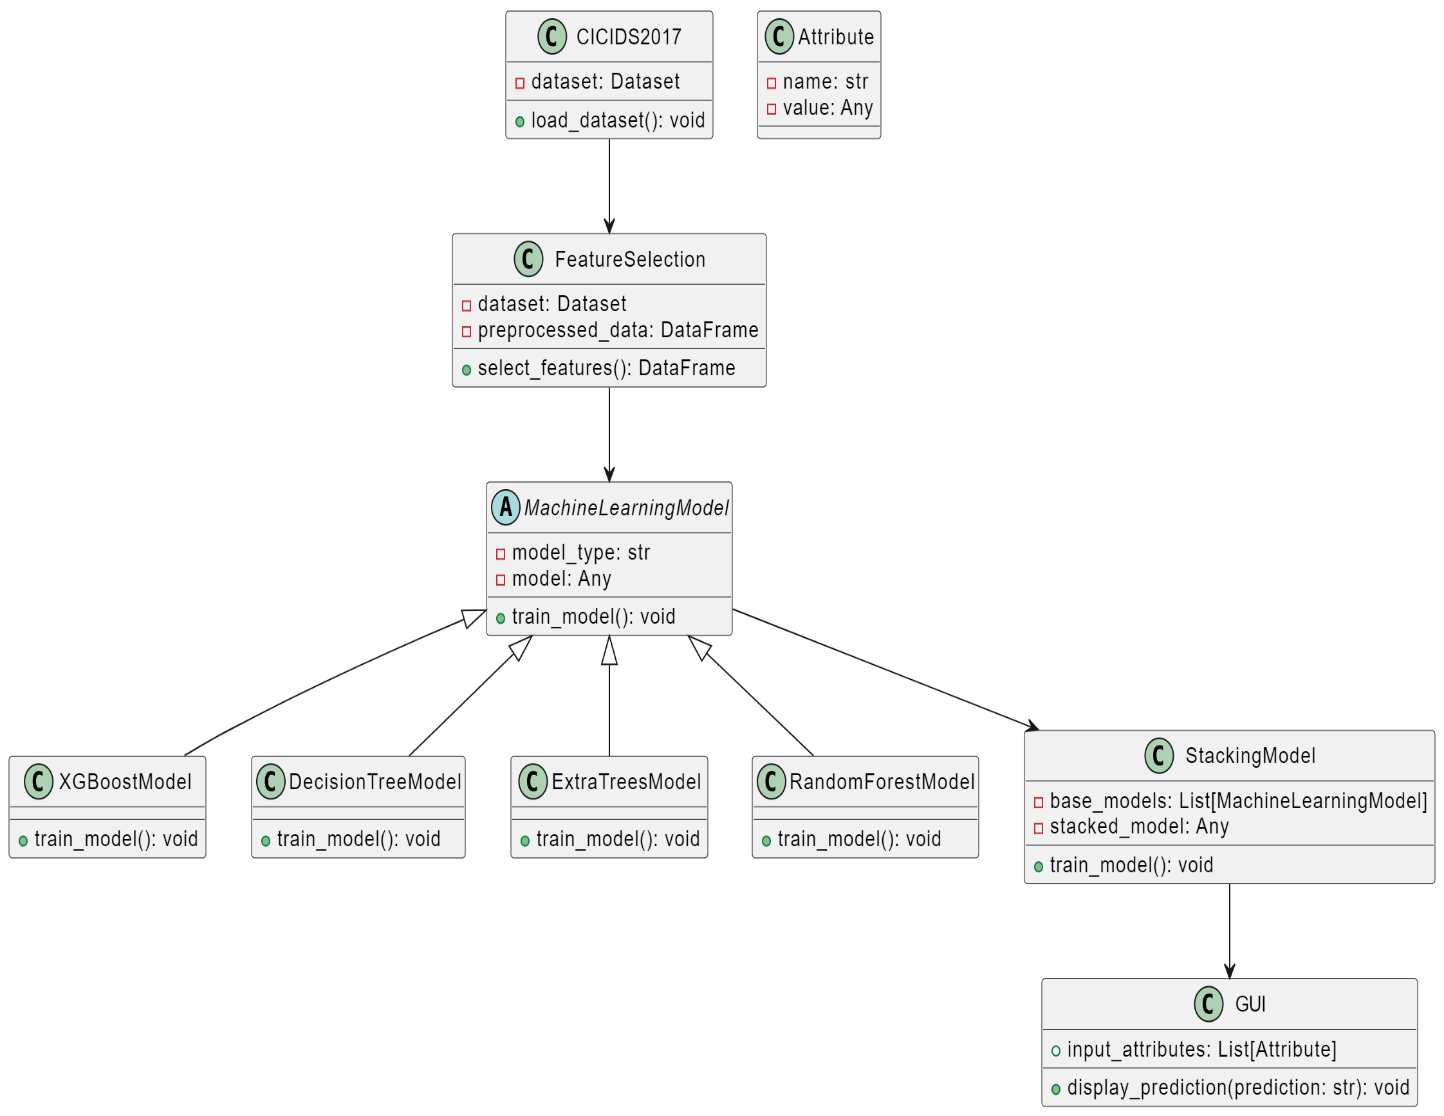 C CICIDS2017
dataset: Dataset
load_dataset(): void
C Attribute
name: str
value: Any
C FeatureSelection
dataset: Dataset
preprocessed_data: DataFrame
select_features(): DataFrame
A MachineLearningModel
model_type: str
model: Any
train_model(): void
C XGBoostModel
train_model(): void
C DecisionTreeModel
train_model(): void
C ExtraTreesModel
train_model(): void
C RandomForestModel
train_model(): void
C StackingModel
base_models: List[MachineLearningModel]
stacked_model: Any
train_model(): void
C GUI
input_attributes: List[Attribute]
display_prediction(prediction: str): void